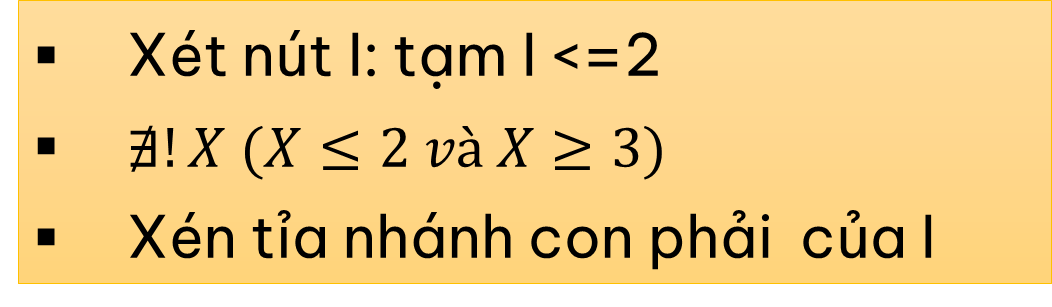 ▪ Xét nút I: tạm I <=2
▪ ∄! X (X ≤ 2 và X ≥ 3)
▪ Xén tỉa nhánh con phải của I